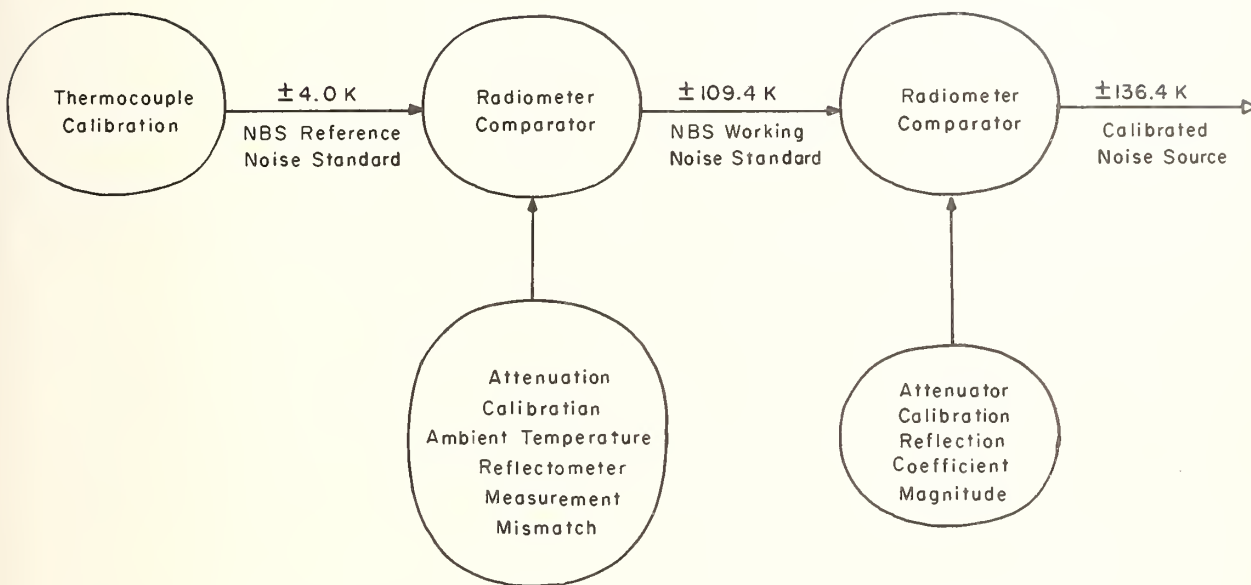 Thermocouple
Calibration
±4.0 K
NBS Reference
Noise Standard
Radiometer
Comparator
±109.4 K
NBS Working
Noise Standard
Radiometer
Comparator
±136.4 K
Calibrated
Noise Source
Attenuation
Calibratian
Ambient Temperature
Reflectometer
Measurement
Mismatch
Attenuator
Calibration
Reflection
Coefficient
Magnitude